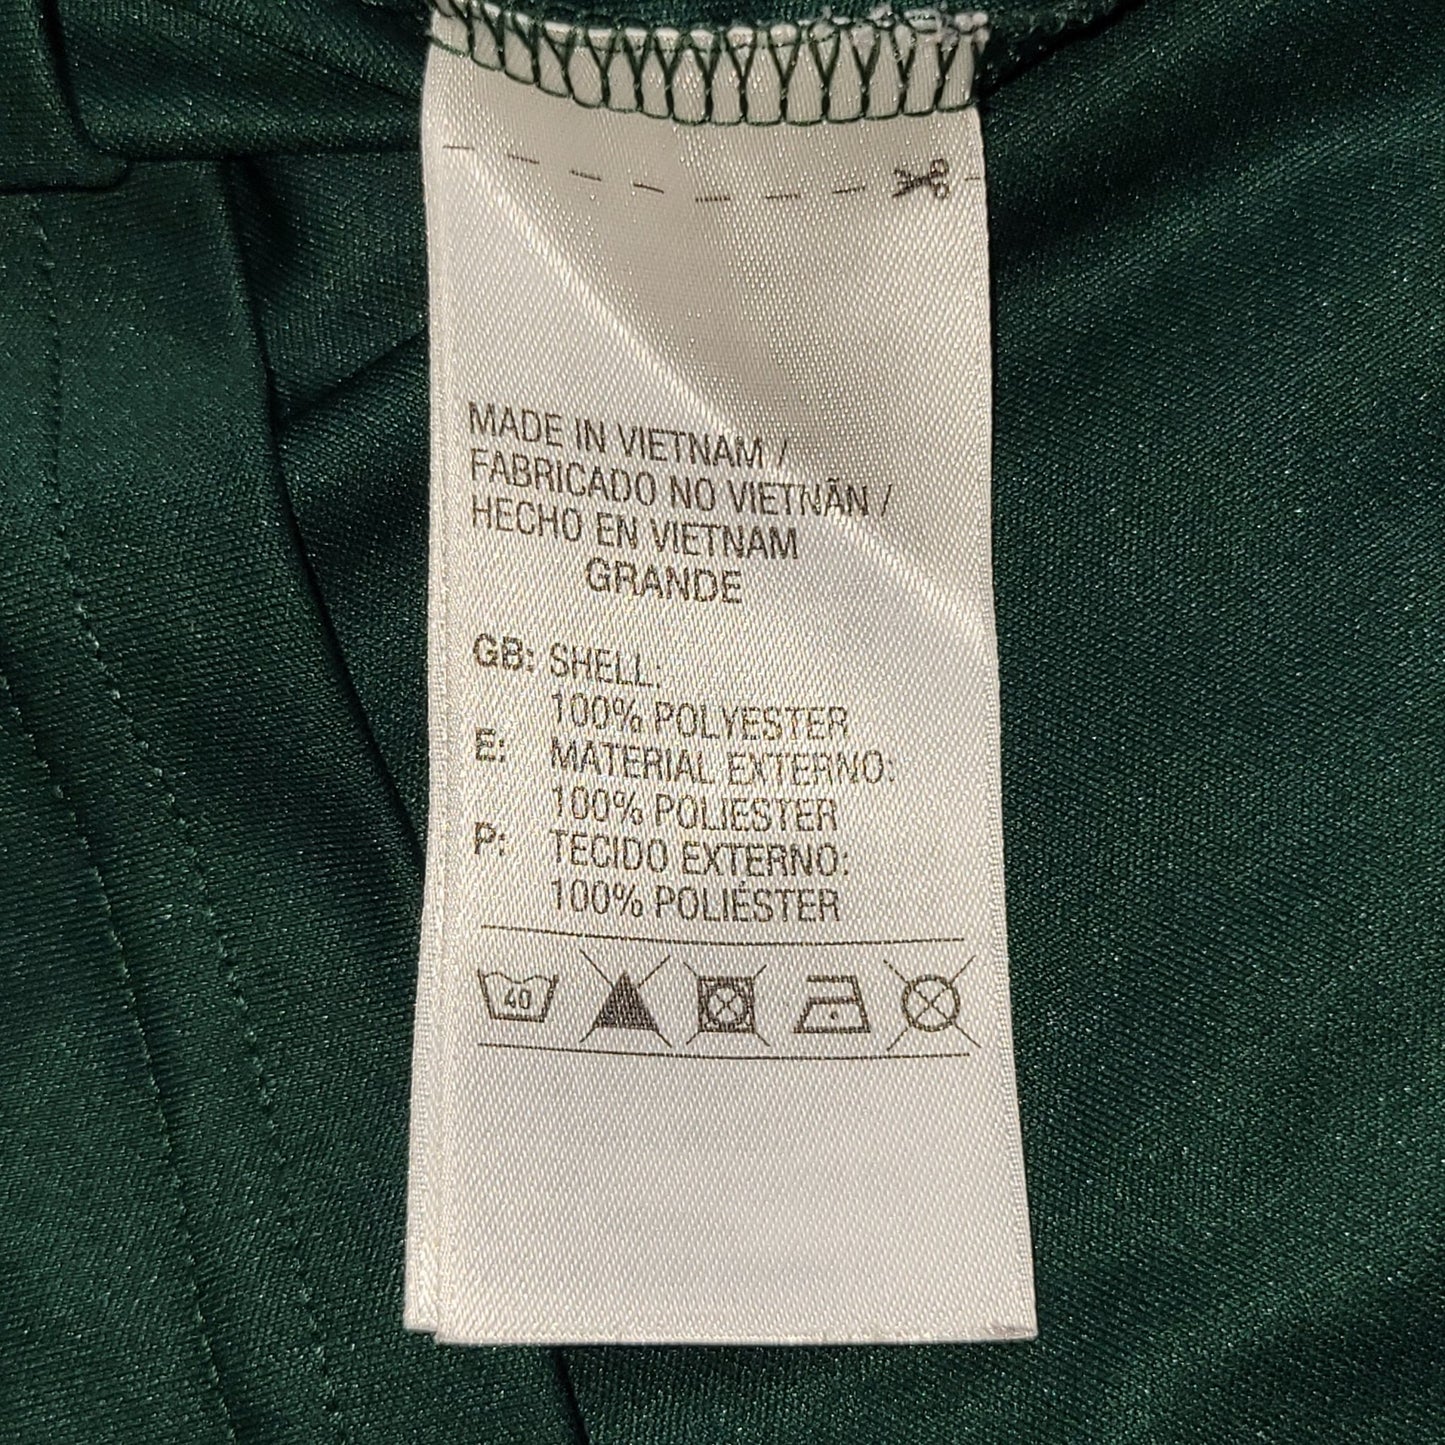 MADE IN VIETNAM /
FABRICADO NO VIETNÃN /
HECHO EN VIETNAM
GRANDE
GB: SHELL:
100% POLYESTER
E: MATERIAL EXTERNO:
100% POLIESTER
P: TECIDO EXTERNO:
100% POLIÉSTER
40